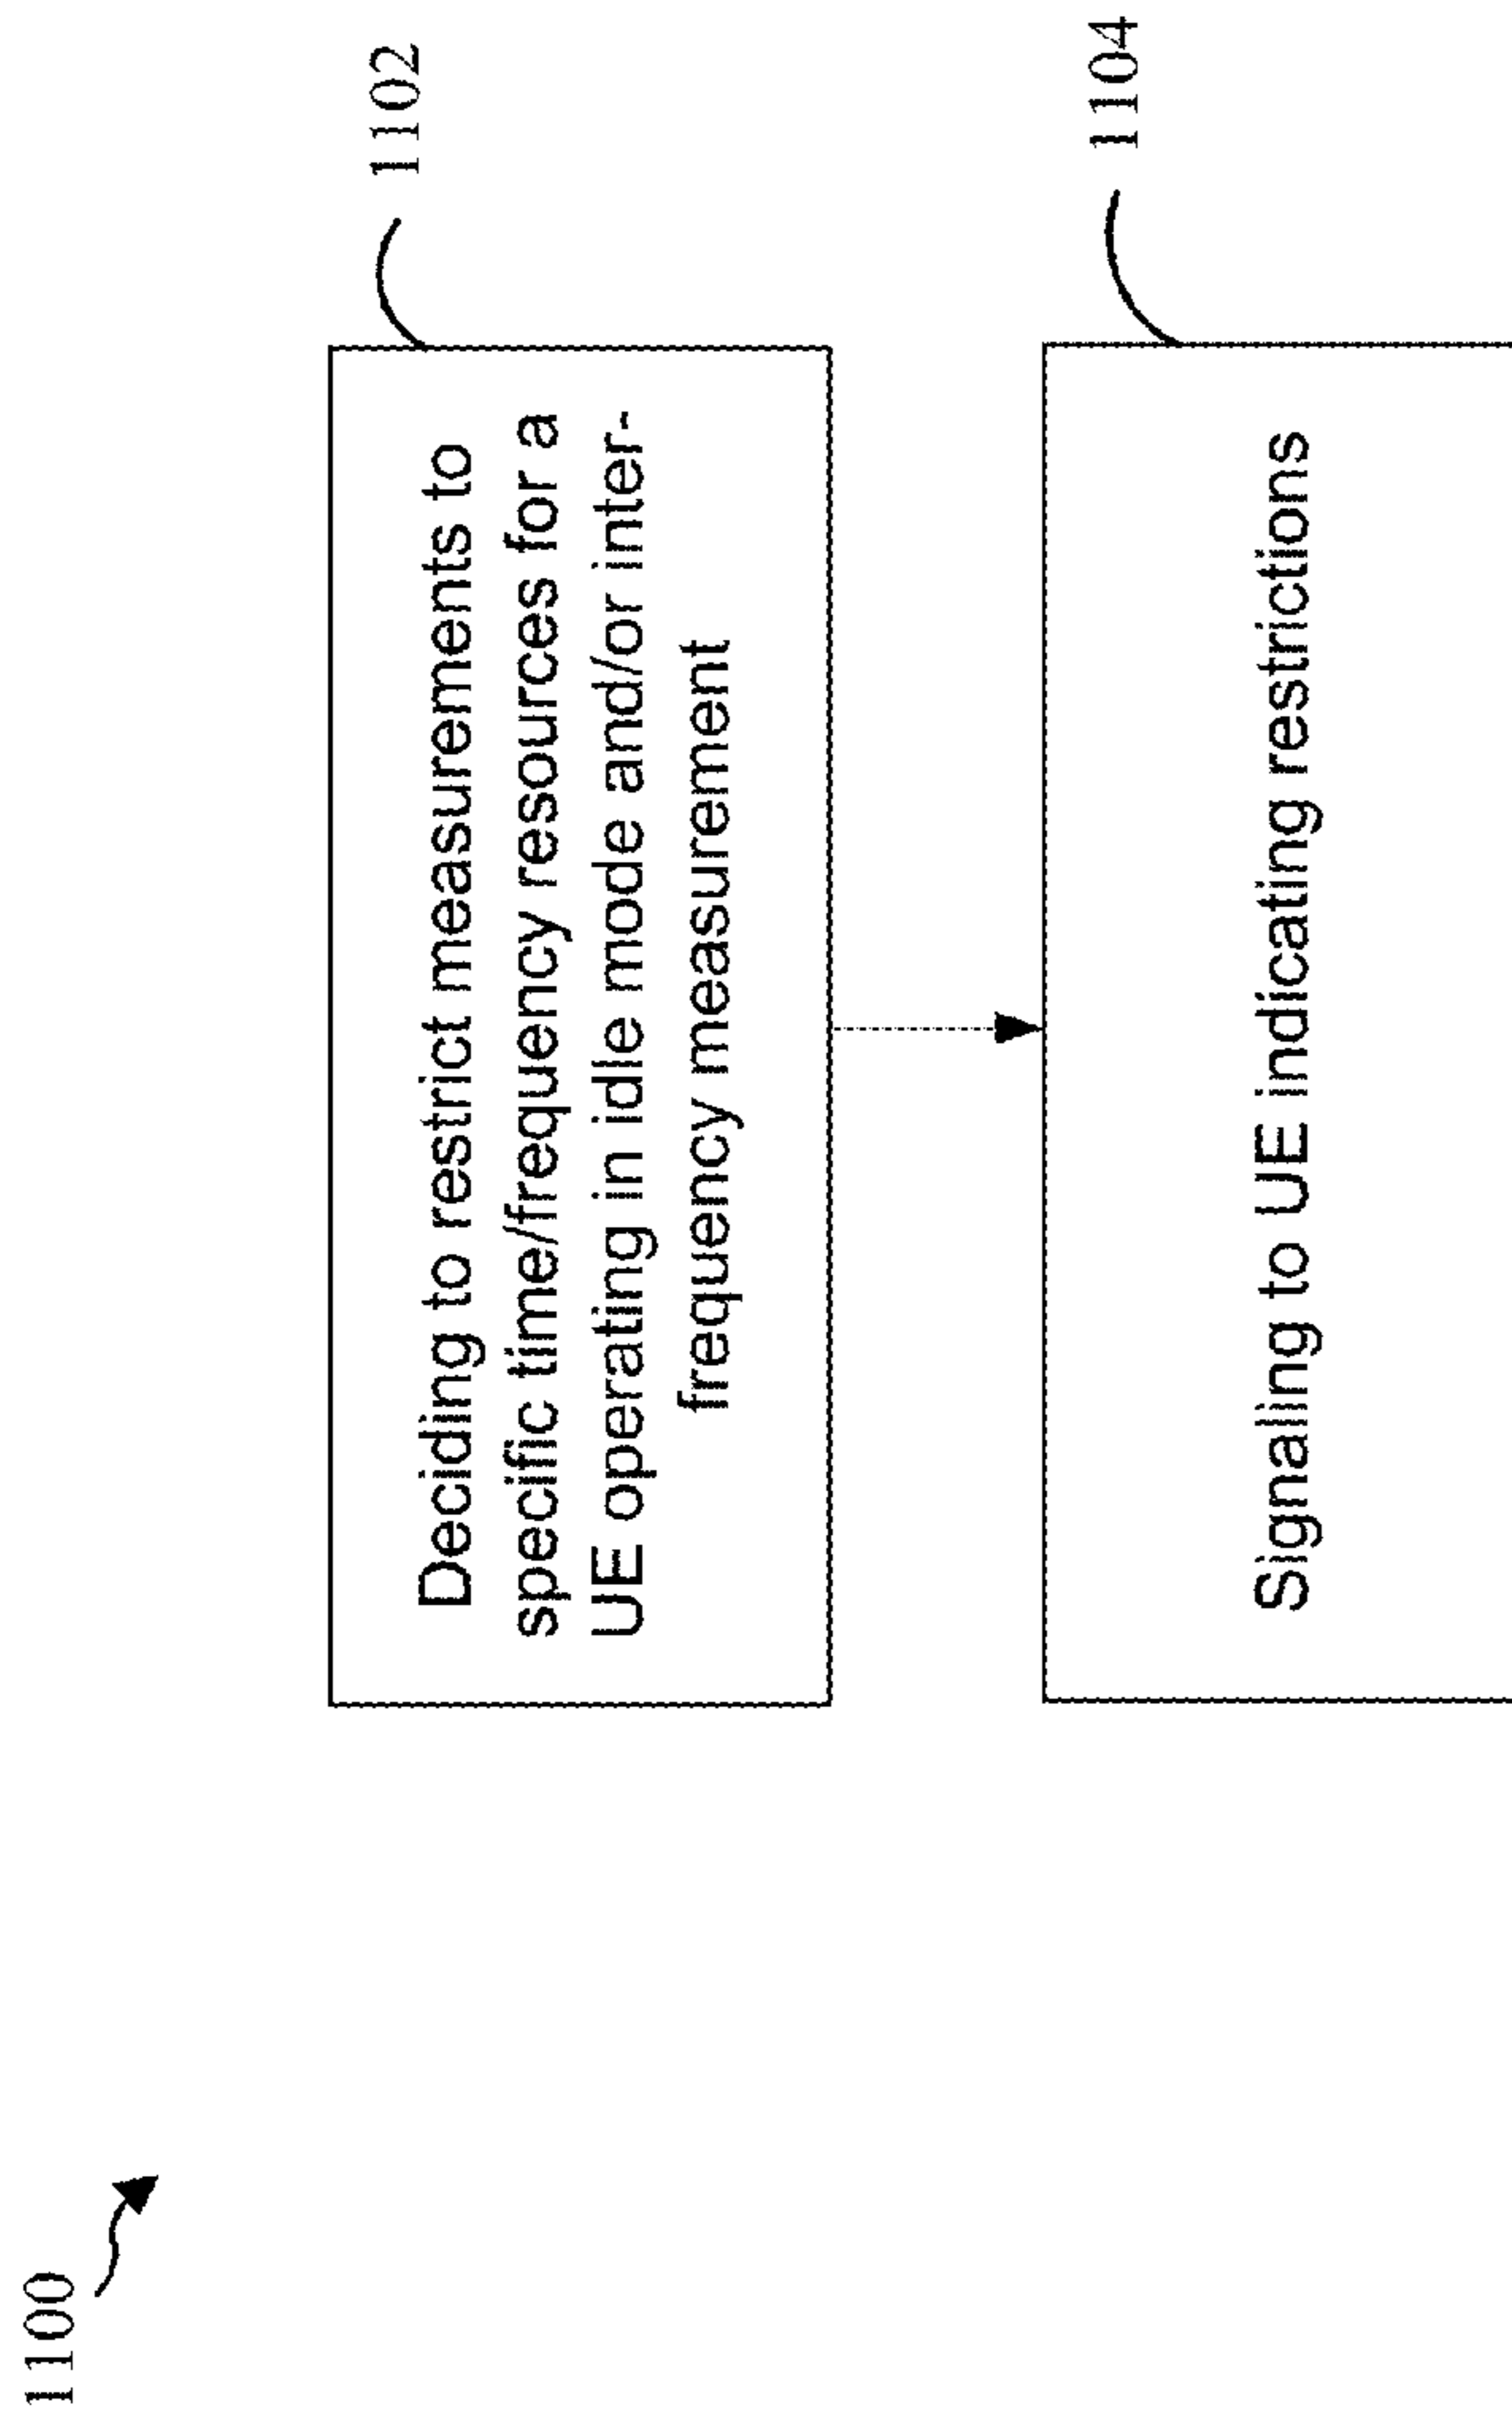 1100
1102
Deciding to restrict measurements to
specific time/frequency resources for a
UE operating in idle mode and/or inter-
frequency measurement
1104
Signaling to UE indicating restrictions